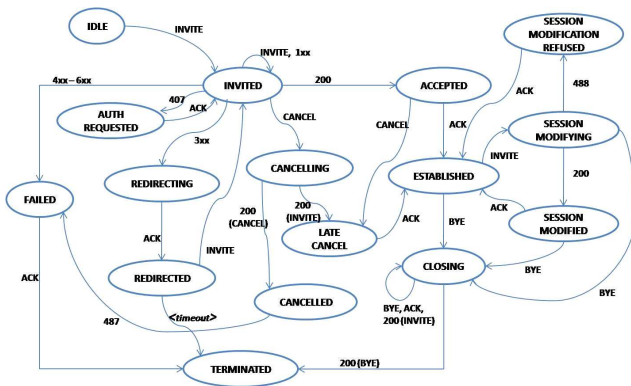 IDLE
INVITE
SESSION
MODIFICATION
REFUSED
INVITE, 1xx
4xx–6xx
INVITED
200
ACCEPTED
488
407
ACK
AUTH
REQUESTED
ACK
CANCEL
CANCEL
ACK
SESSION
MODIFYING
3xx
INVITE
REDIRECTING
CANCELLING
ESTABLISHED
200
FAILED
200
(CANCEL)
200
(INVITE)
LATE
CANCEL
ACK
ACK
SESSION
MODIFIED
ACK
INVITE
BYE
REDIRECTED
CLOSING
BYE
BYE
ACK
<timeout>
487
CANCELLED
BYE, ACK,
200 (INVITE)
TERMINATED
200 (BYE)